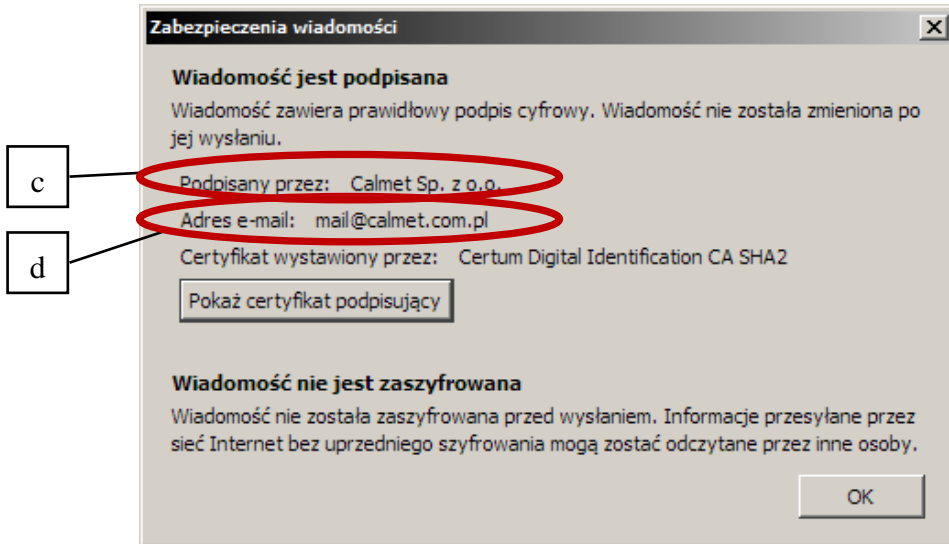 Zabezpieczenia wiadomości
Wiadomość jest podpisana
Wiadomość zawiera prawidłowy podpis cyfrowy. Wiadomość nie została zmieniona po
jej wysłaniu.
c
Podpisany przez: Calmet Sp. z o.o.
Adres e-mail: mail@calmet.com.pl
d
Certyfikat wystawiony przez: Certum Digital Identification CA SHA2
Pokaż certyfikat podpisujący
Wiadomość nie jest zaszyfrowana
Wiadomość nie została zaszyfrowana przed wysłaniem. Informacje przesyłane przez
sieć Internet bez uprzedniego szyfrowania mogą zostać odczytane przez inne osoby.
OK